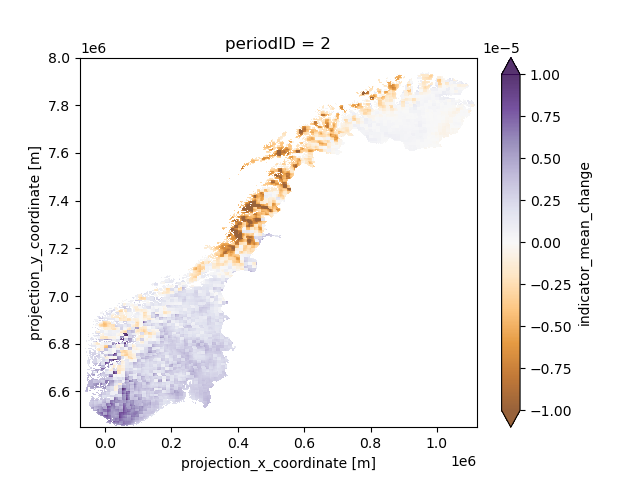 periodID = 2
1e6
1e−5
8.0
7.8
7.6
7.4
7.2
7.0
6.8
6.6
projection_y_coordinate [m]
0.0 0.2 0.4 0.6 0.8 1.0
projection_x_coordinate [m]
1e6
1.00
0.75
0.50
0.25
0.00
−0.25
−0.50
−0.75
−1.00
indicator_mean_change